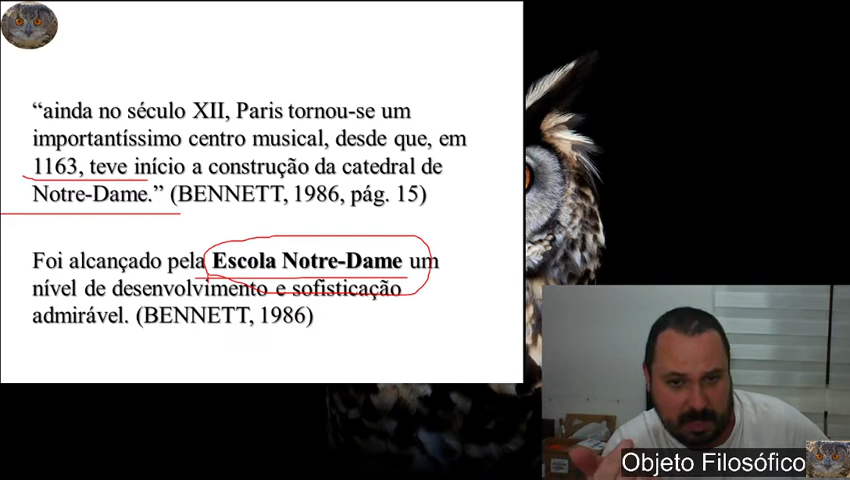 “ainda no século XII, Paris tornou-se um
importantíssimo centro musical, desde que, em
1163, teve início a construção da catedral de
Notre-Dame.” (BENNETT, 1986, pág. 15)
Foi alcançado pela Escola Notre-Dame um
nível de desenvolvimento e sofisticação
admirável. (BENNETT, 1986)
Objeto Filosófico